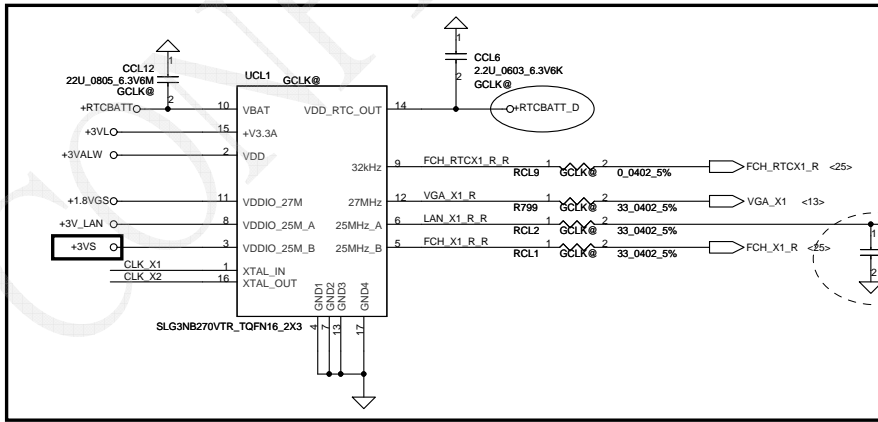 CONF
1
CCL12
22U_0805_6.3V6M
GCLK@
2
1
CCL6
2.2U_0603_6.3V6K
GCLK@
2
UCL1 GCLK@
+RTCBATT 10 VBAT VDD_RTC_OUT 14 +RTCBATT_D
+3VL 15 +V3.3A
+3VALW 2 VDD
32kHz 9 FCH_RTCX1_R_R 1 2 FCH_RTCX1_R <25>
RCL9 GCLK@ 0_0402_5%
+1.8VGS 11 VDDIO_27M 27MHz 12 VGA_X1_R 1 2 VGA_X1 <13>
R799 GCLK@ 33_0402_5%
+3V_LAN 8 VDDIO_25M_A 25MHz_A 6 LAN_X1_R_R 1 2
RCL2 GCLK@ 33_0402_5%
+3VS 3 VDDIO_25M_B 25MHz_B 5 FCH_X1_R_R 1 2 FCH_X1_R <25>
RCL1 GCLK@ 33_0402_5%
1
2
CLK_X1 1 XTAL_IN
CLK_X2 16 XTAL_OUT
GND1 GND2 GND3 GND4
SLG3NB270VTR_TQFN16_2X3
4 7 13 17